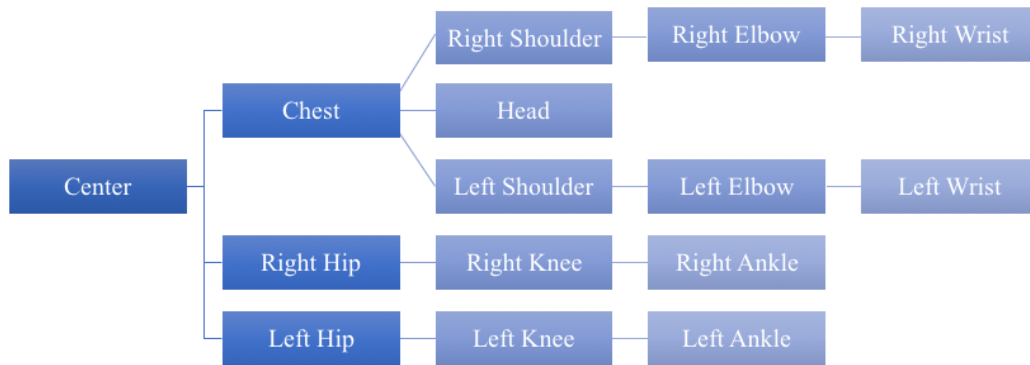 Right Shoulder
Right Elbow
Right Wrist
Chest
Head
Center
Left Shoulder
Left Elbow
Left Wrist
Right Hip
Right Knee
Right Ankle
Left Hip
Left Knee
Left Ankle